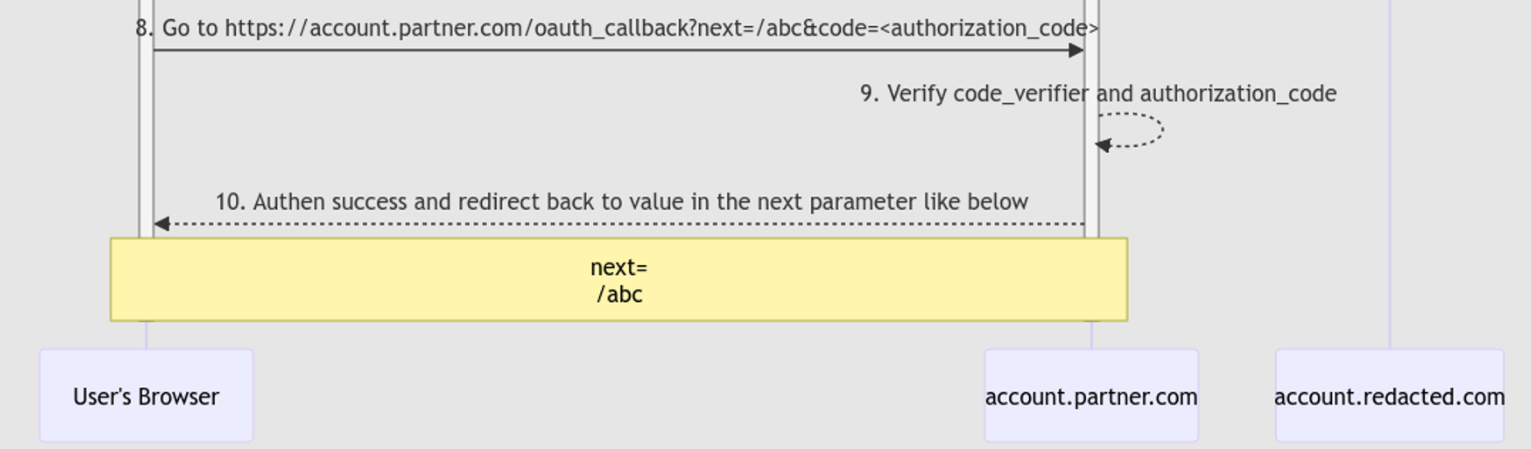 8. Go to https://account.partner.com/oauth_callback?next=/abc&code=<authorization_code>
9. Verify code_verifier and authorization_code
10. Authen success and redirect back to value in the next parameter like below
next=
/abc
User's Browser
account.partner.com
account.redacted.com